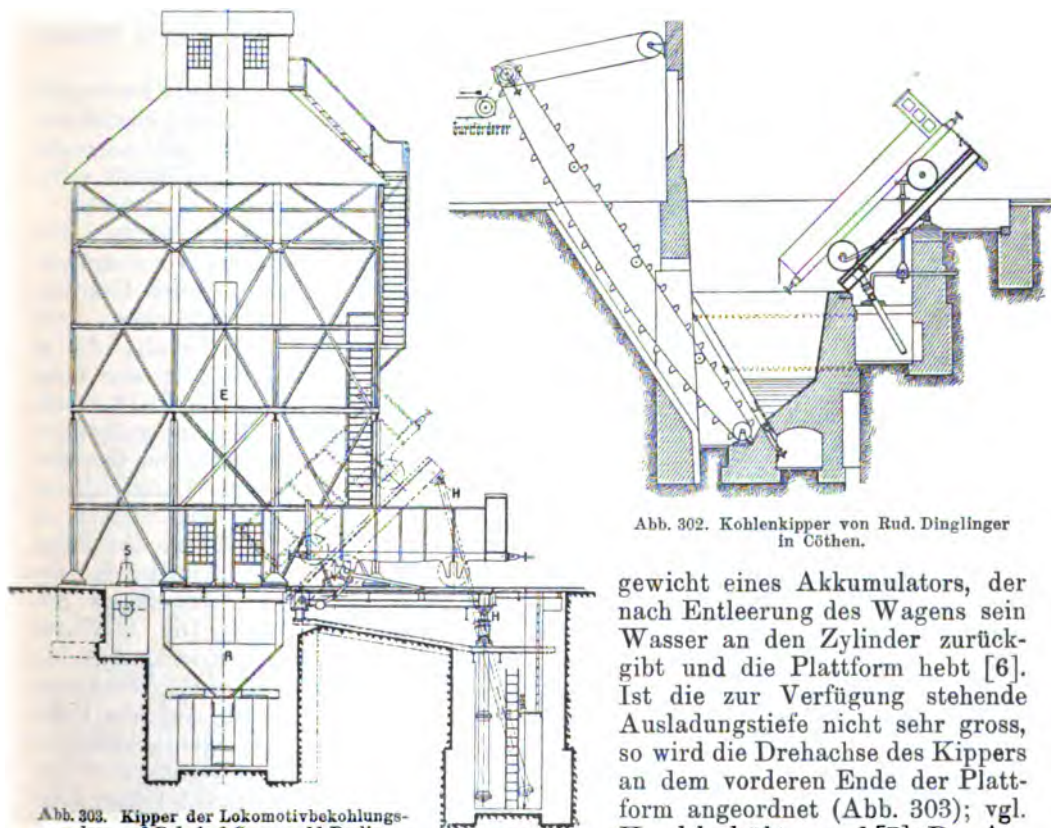 Gurtförderer
E
S
H
H
R
Abb. 302. Kohlenkipper von Rud. Dinglinger
in Cöthen.
gewicht eines Akkumulators, der
nach Entleerung des Wagens sein
Wasser an den Zylinder zurück-
gibt und die Plattform hebt [6].
Ist die zur Verfügung stehende
Ausladungstiefe nicht sehr gross,
so wird die Drehachse des Kippers
an dem vorderen Ende der Platt-
form angeordnet (Abb. 303); vgl.
Abb. 303. Kipper der Lokomotivbekohlungs-